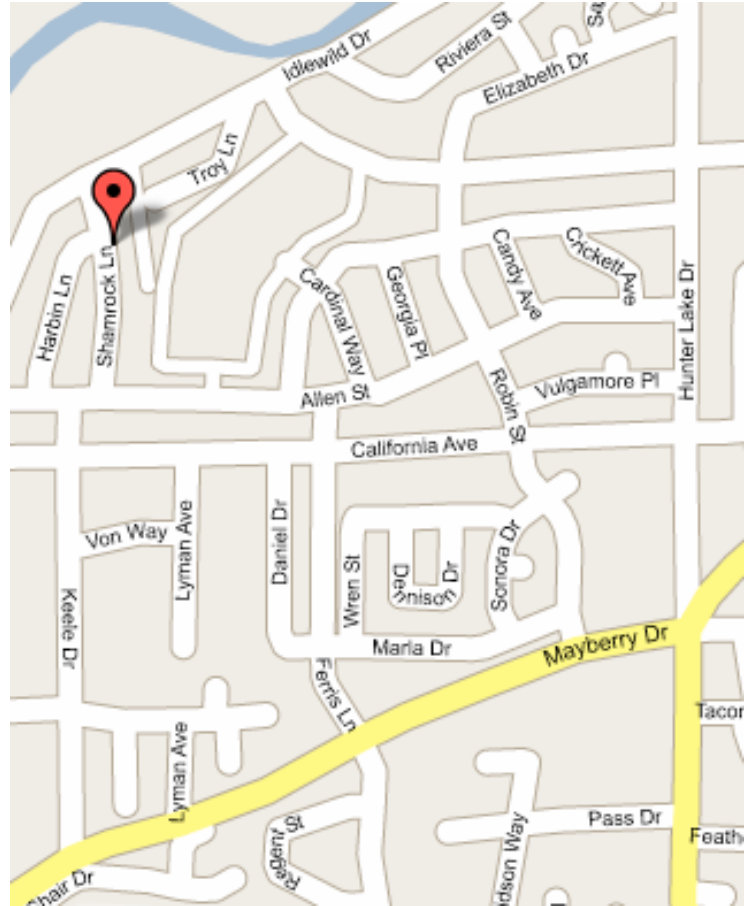 Idlewild Dr
Riviera St
Elizabeth Dr
Troy Ln
Harbin Ln
Shamrock Ln
Cardinal Way
Georgia Pl
Candy Ave
Crickett Ave
Hunter Lake Dr
Allen St
Robin St
Vulgamore Pl
California Ave
Von Way
Lyman Ave
Daniel Dr
Wren St
Dennison Dr
Sonora Dr
Keele Dr
Marla Dr
Mayberry Dr
Ferris Ln
Lyman Ave
Regent St
Pass Dr